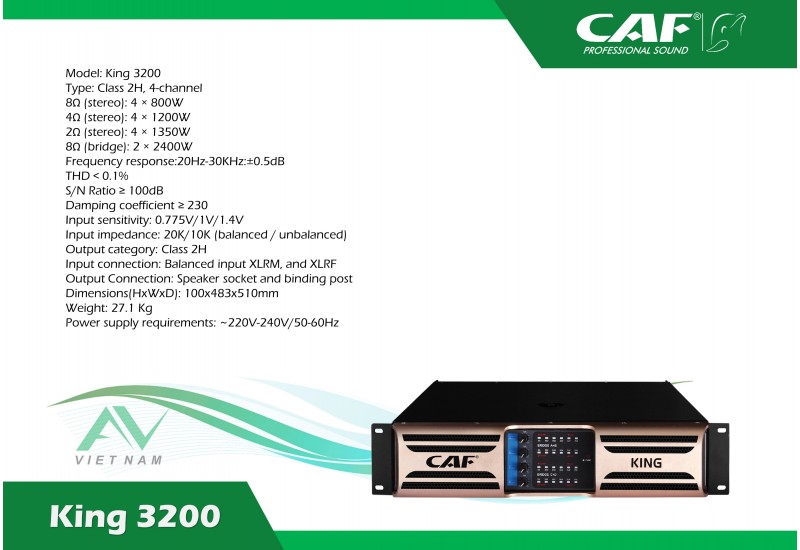 CAF®
PROFESSIONAL SOUND
Model: King 3200
Type: Class 2H, 4-channel
8Ω (stereo): 4 × 800W
4Ω (stereo): 4 × 1200W
2Ω (stereo): 4 × 1350W
8Ω (bridge): 2 × 2400W
Frequency response:20Hz-30KHz:±0.5dB
THD < 0.1%
S/N Ratio ≥ 100dB
Damping coefficient ≥ 230
Input sensitivity: 0.775V/1V/1.4V
Input impedance: 20K/10K (balanced / unbalanced)
Output category: Class 2H
Input connection: Balanced input XLRM, and XLRF
Output Connection: Speaker socket and binding post
Dimensions(HxWxD): 100x483x510mm
Weight: 27.1 Kg
Power supply requirements: ~220V-240V/50-60Hz
AV
VIET NAM
CAF
KING
King 3200